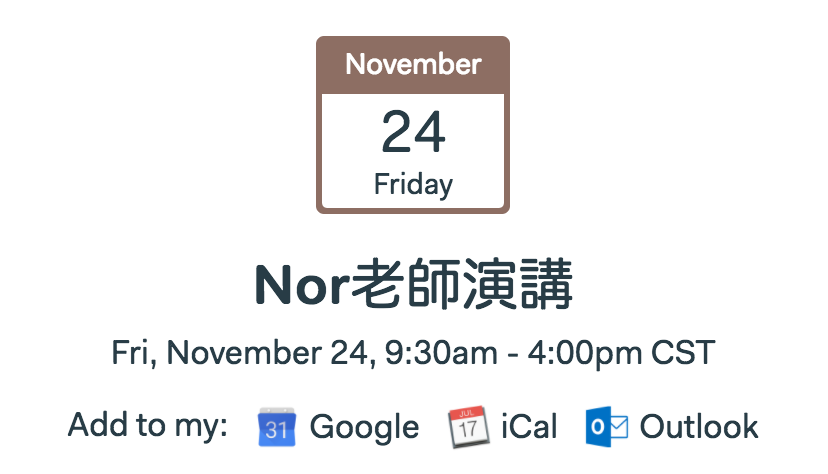 November
24
Friday
Nor老師演講
Fri, November 24, 9:30am - 4:00pm CST
Add to my: 31 Google JUL 17 iCal O Outlook